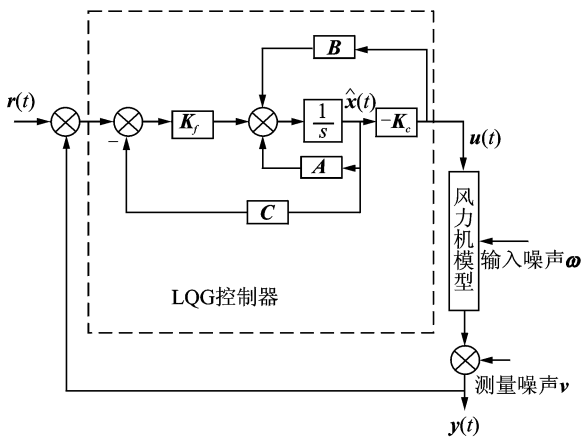 B
r(t)
K_f
1
s
x̂(t)
−K_c
u(t)
−
A
C
风力机模型
输入噪声ω
LQG控制器
测量噪声v
y(t)